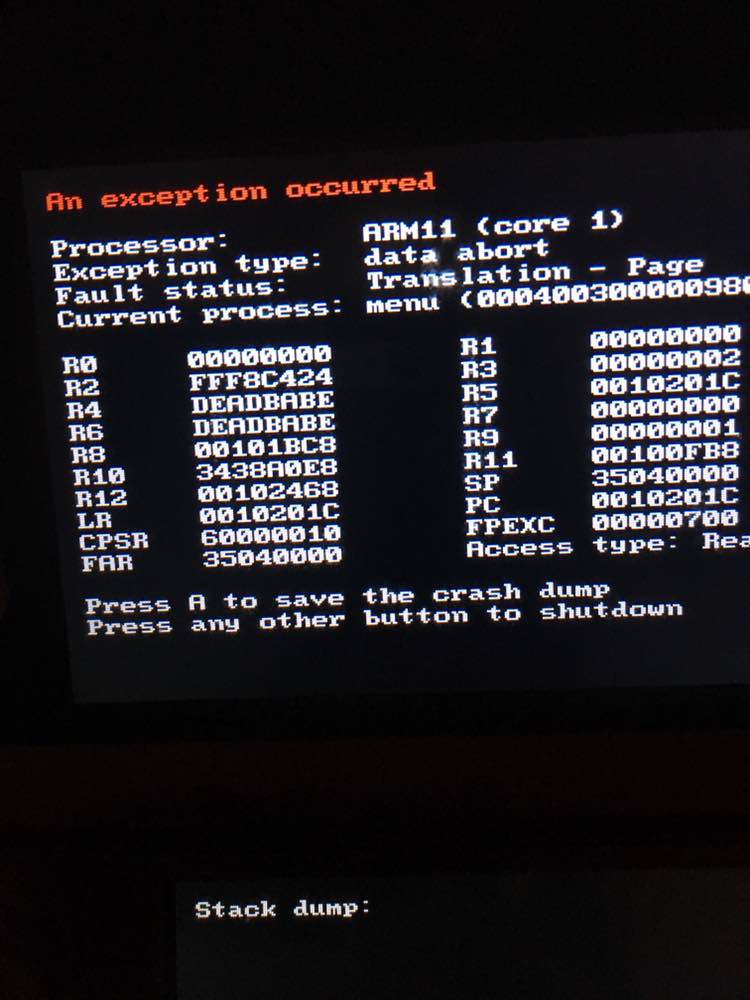 An exception occurred
Processor: ARM11 (core 1)
Exception type: data abort
Fault status: Translation - Page
Current process: menu (000400300000980
R0 00000000 R1 00000000
R2 FFF8C424 R3 00000002
R4 DEADBABE R5 0010201C
R6 DEADBABE R7 00000000
R8 00101BC8 R9 00000001
R10 3438A0E8 R11 00100FB8
R12 00102468 SP 35040000
LR 0010201C PC 0010201C
CPSR 60000010 FPEXC 00000700
FAR 35040000 Access type: Rea
Press A to save the crash dump
Press any other button to shutdown
Stack dump: